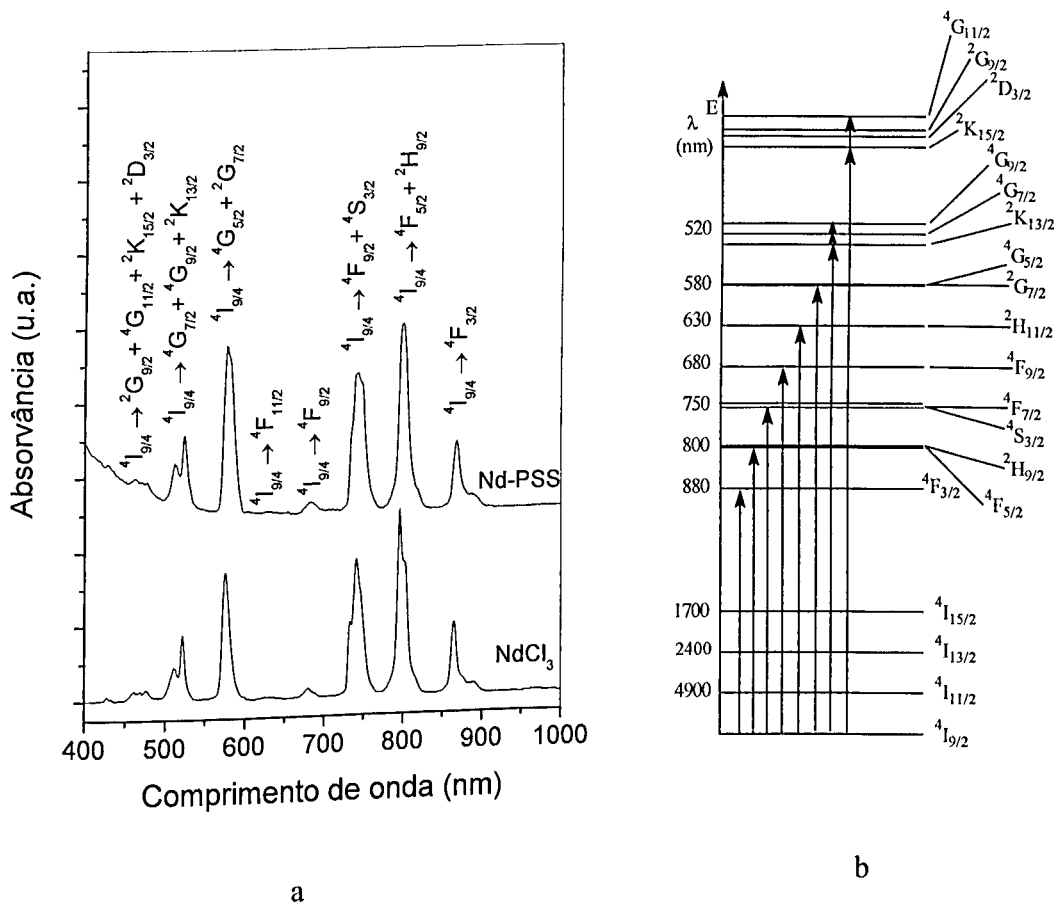 Absorvância (u.a.)
⁴I₉/₄ → ²G₉/₂ + ⁴G₁₁/₂ + ²K₁₅/₂ + ²D₃/₂
⁴I₉/₄ → ⁴G₇/₂ + ⁴G₉/₂ + ²K₁₃/₂
⁴I₉/₄ → ⁴G₅/₂ + ²G₇/₂
⁴I₉/₄ → ⁴F₁₁/₂
⁴I₉/₄ → ⁴F₉/₂
⁴I₉/₄ → ⁴F₉/₂ + ⁴S₃/₂
⁴I₉/₄ → ⁴F₅/₂ + ²H₉/₂
⁴I₉/₄ → ⁴F₃/₂
Nd-PSS
NdCl₃
400 500 600 700 800 900 1000
Comprimento de onda (nm)
a
E
λ
(nm)
520
580
630
680
750
800
880
1700
2400
4900
⁴G₁₁/₂
²G₉/₂
²D₃/₂
²K₁₅/₂
⁴G₉/₂
⁴G₇/₂
²K₁₃/₂
⁴G₅/₂
²G₇/₂
²H₁₁/₂
⁴F₉/₂
⁴F₇/₂
⁴S₃/₂
²H₉/₂
⁴F₃/₂
⁴F₅/₂
⁴I₁₅/₂
⁴I₁₃/₂
⁴I₁₁/₂
⁴I₉/₂
b